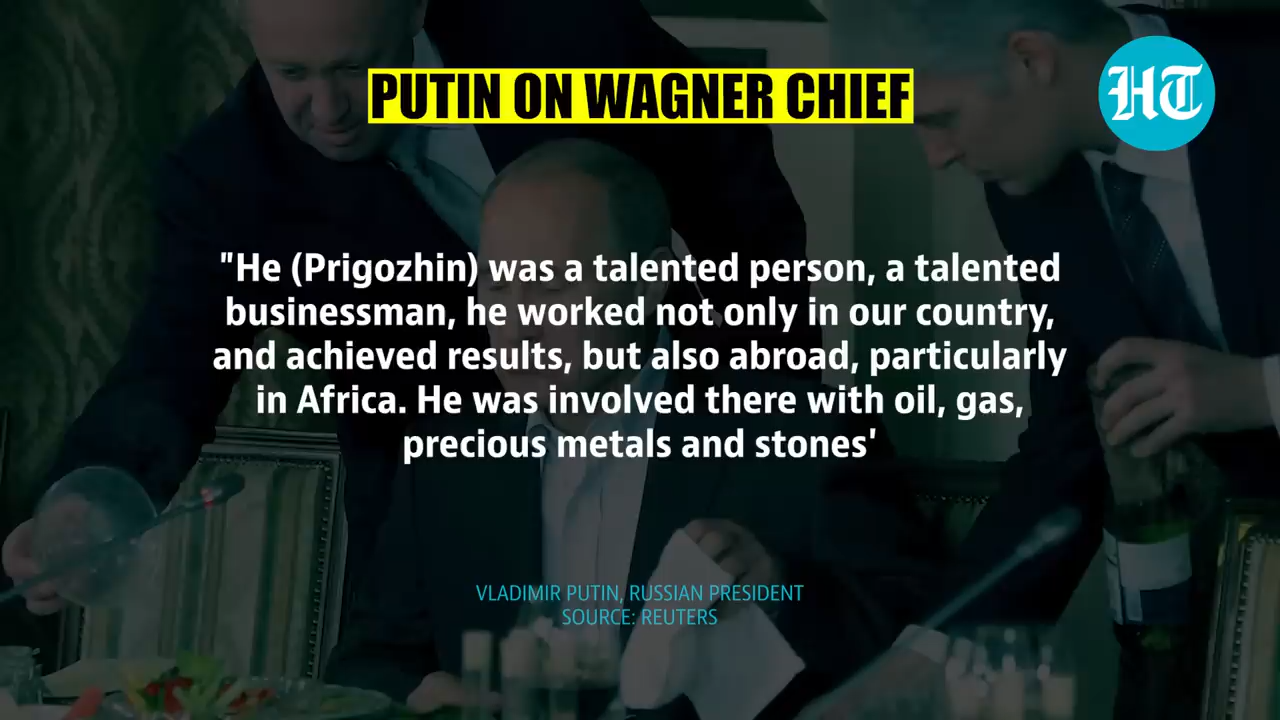 PUTIN ON WAGNER CHIEF
HT
"He (Prigozhin) was a talented person, a talented
businessman, he worked not only in our country,
and achieved results, but also abroad, particularly
in Africa. He was involved there with oil, gas,
precious metals and stones'
VLADIMIR PUTIN, RUSSIAN PRESIDENT
SOURCE: REUTERS